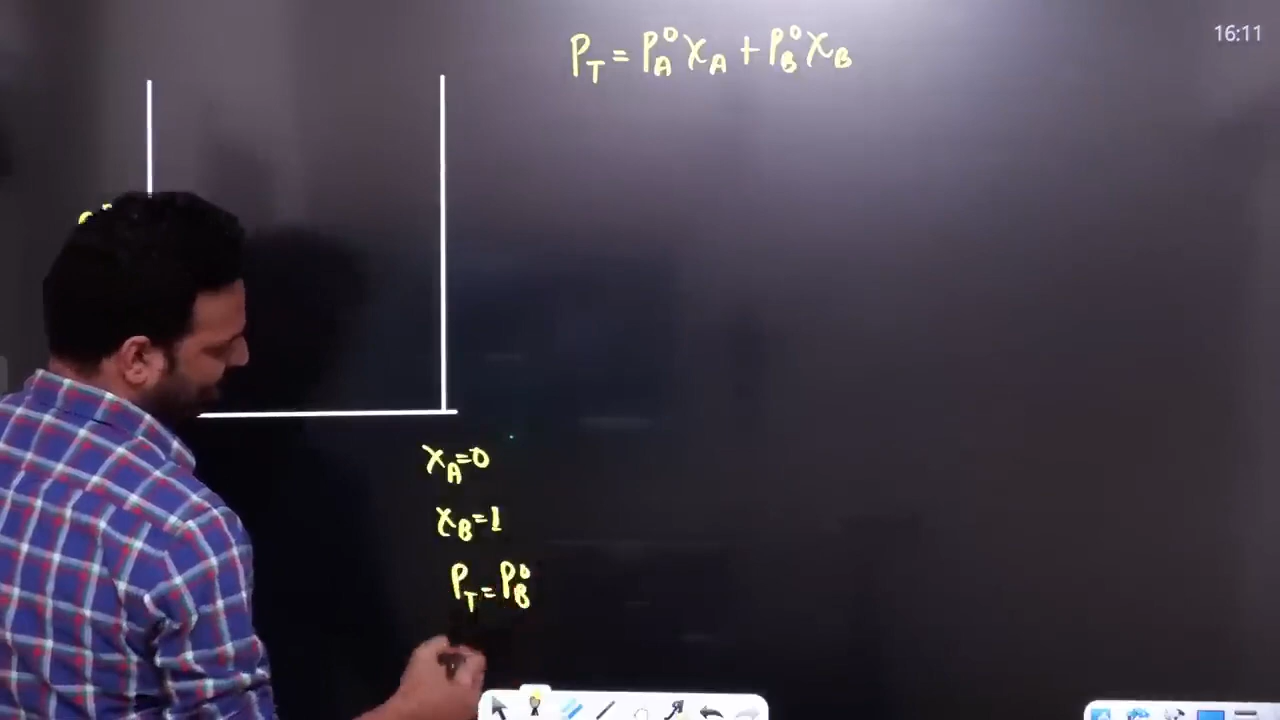 16:11
P_T = P_A^0 X_A + P_B^0 X_B
X_A = 0
X_B = 1
P_T = P_B^0